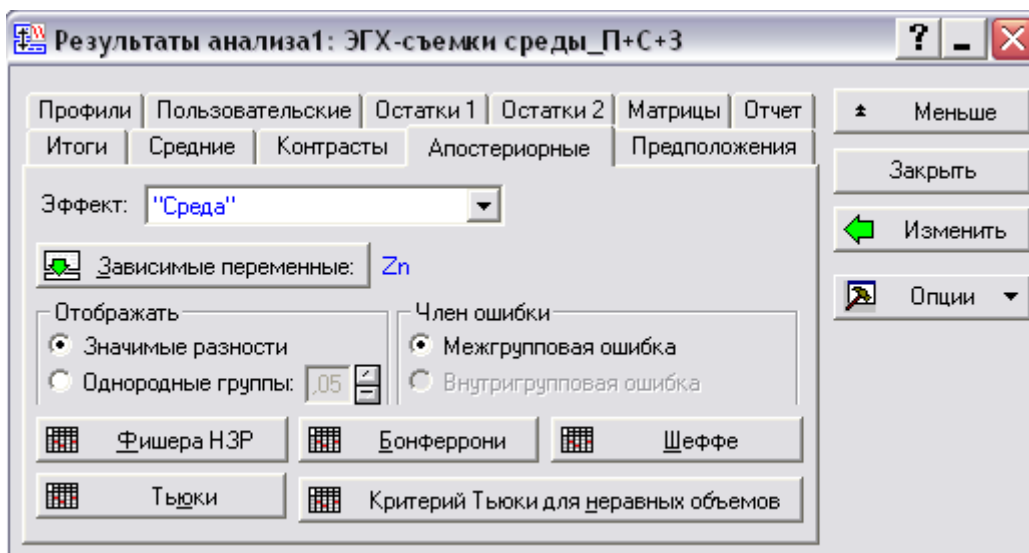 Результаты анализа1: ЭГХ-съемки среды_П+С+З
Профили Пользовательские Остатки 1 Остатки 2 Матрицы Отчет
Итоги Средние Контрасты Апостериорные Предположения
Меньше
Закрыть
Изменить
Опции
Эффект: "Среда"
Зависимые переменные: Zn
Отображать
Значимые разности
Однородные группы: ,05
Член ошибки
Межгрупповая ошибка
Внутригрупповая ошибка
Фишера НЗР Бонферрони Шеффе
Тьюки Критерий Тьюки для неравных объемов